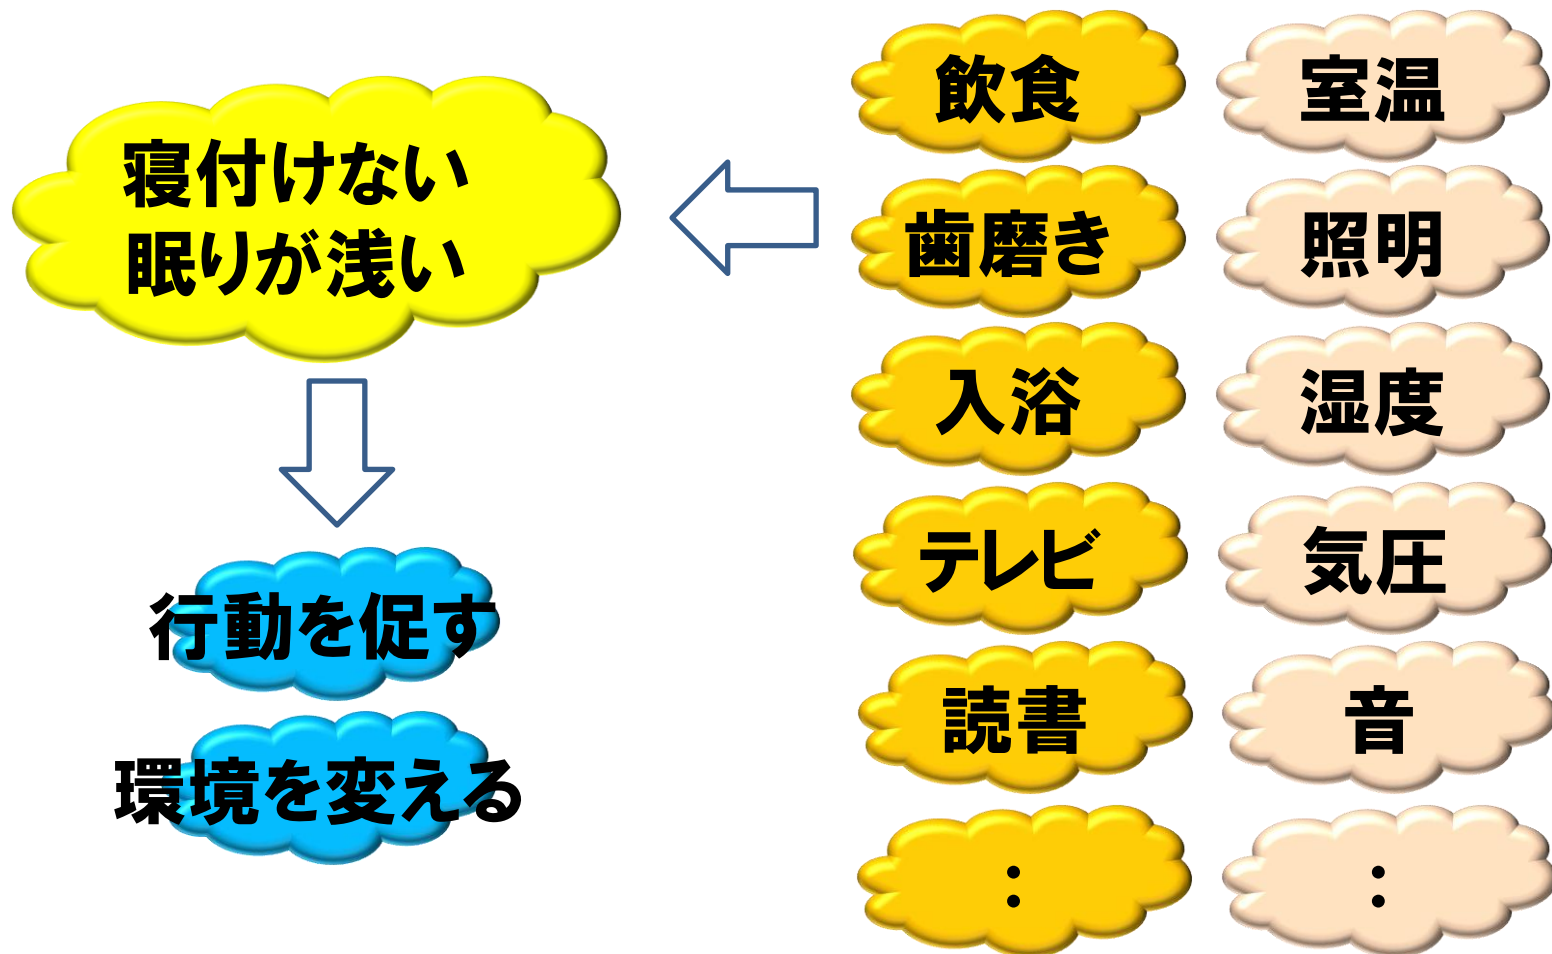 寝付けない
眠りが浅い
行動を促す
環境を変える
飲食
歯磨き
入浴
テレビ
読書
：
室温
照明
湿度
気圧
音
：